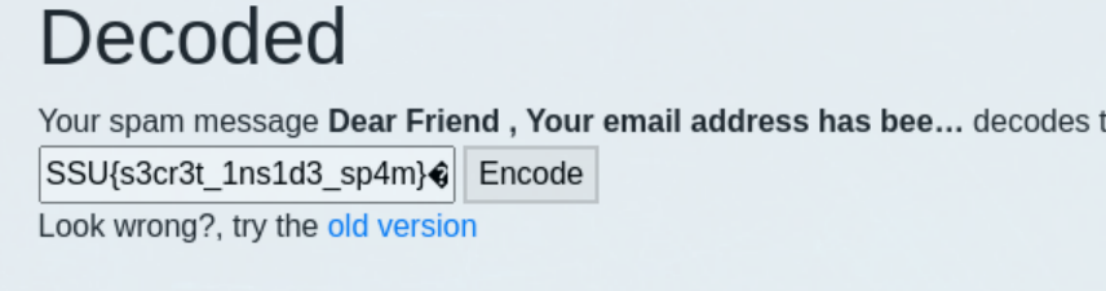 Decoded
Your spam message Dear Friend , Your email address has bee... decodes t
SSU{s3cr3t_1ns1d3_sp4m}� Encode
Look wrong?, try the old version